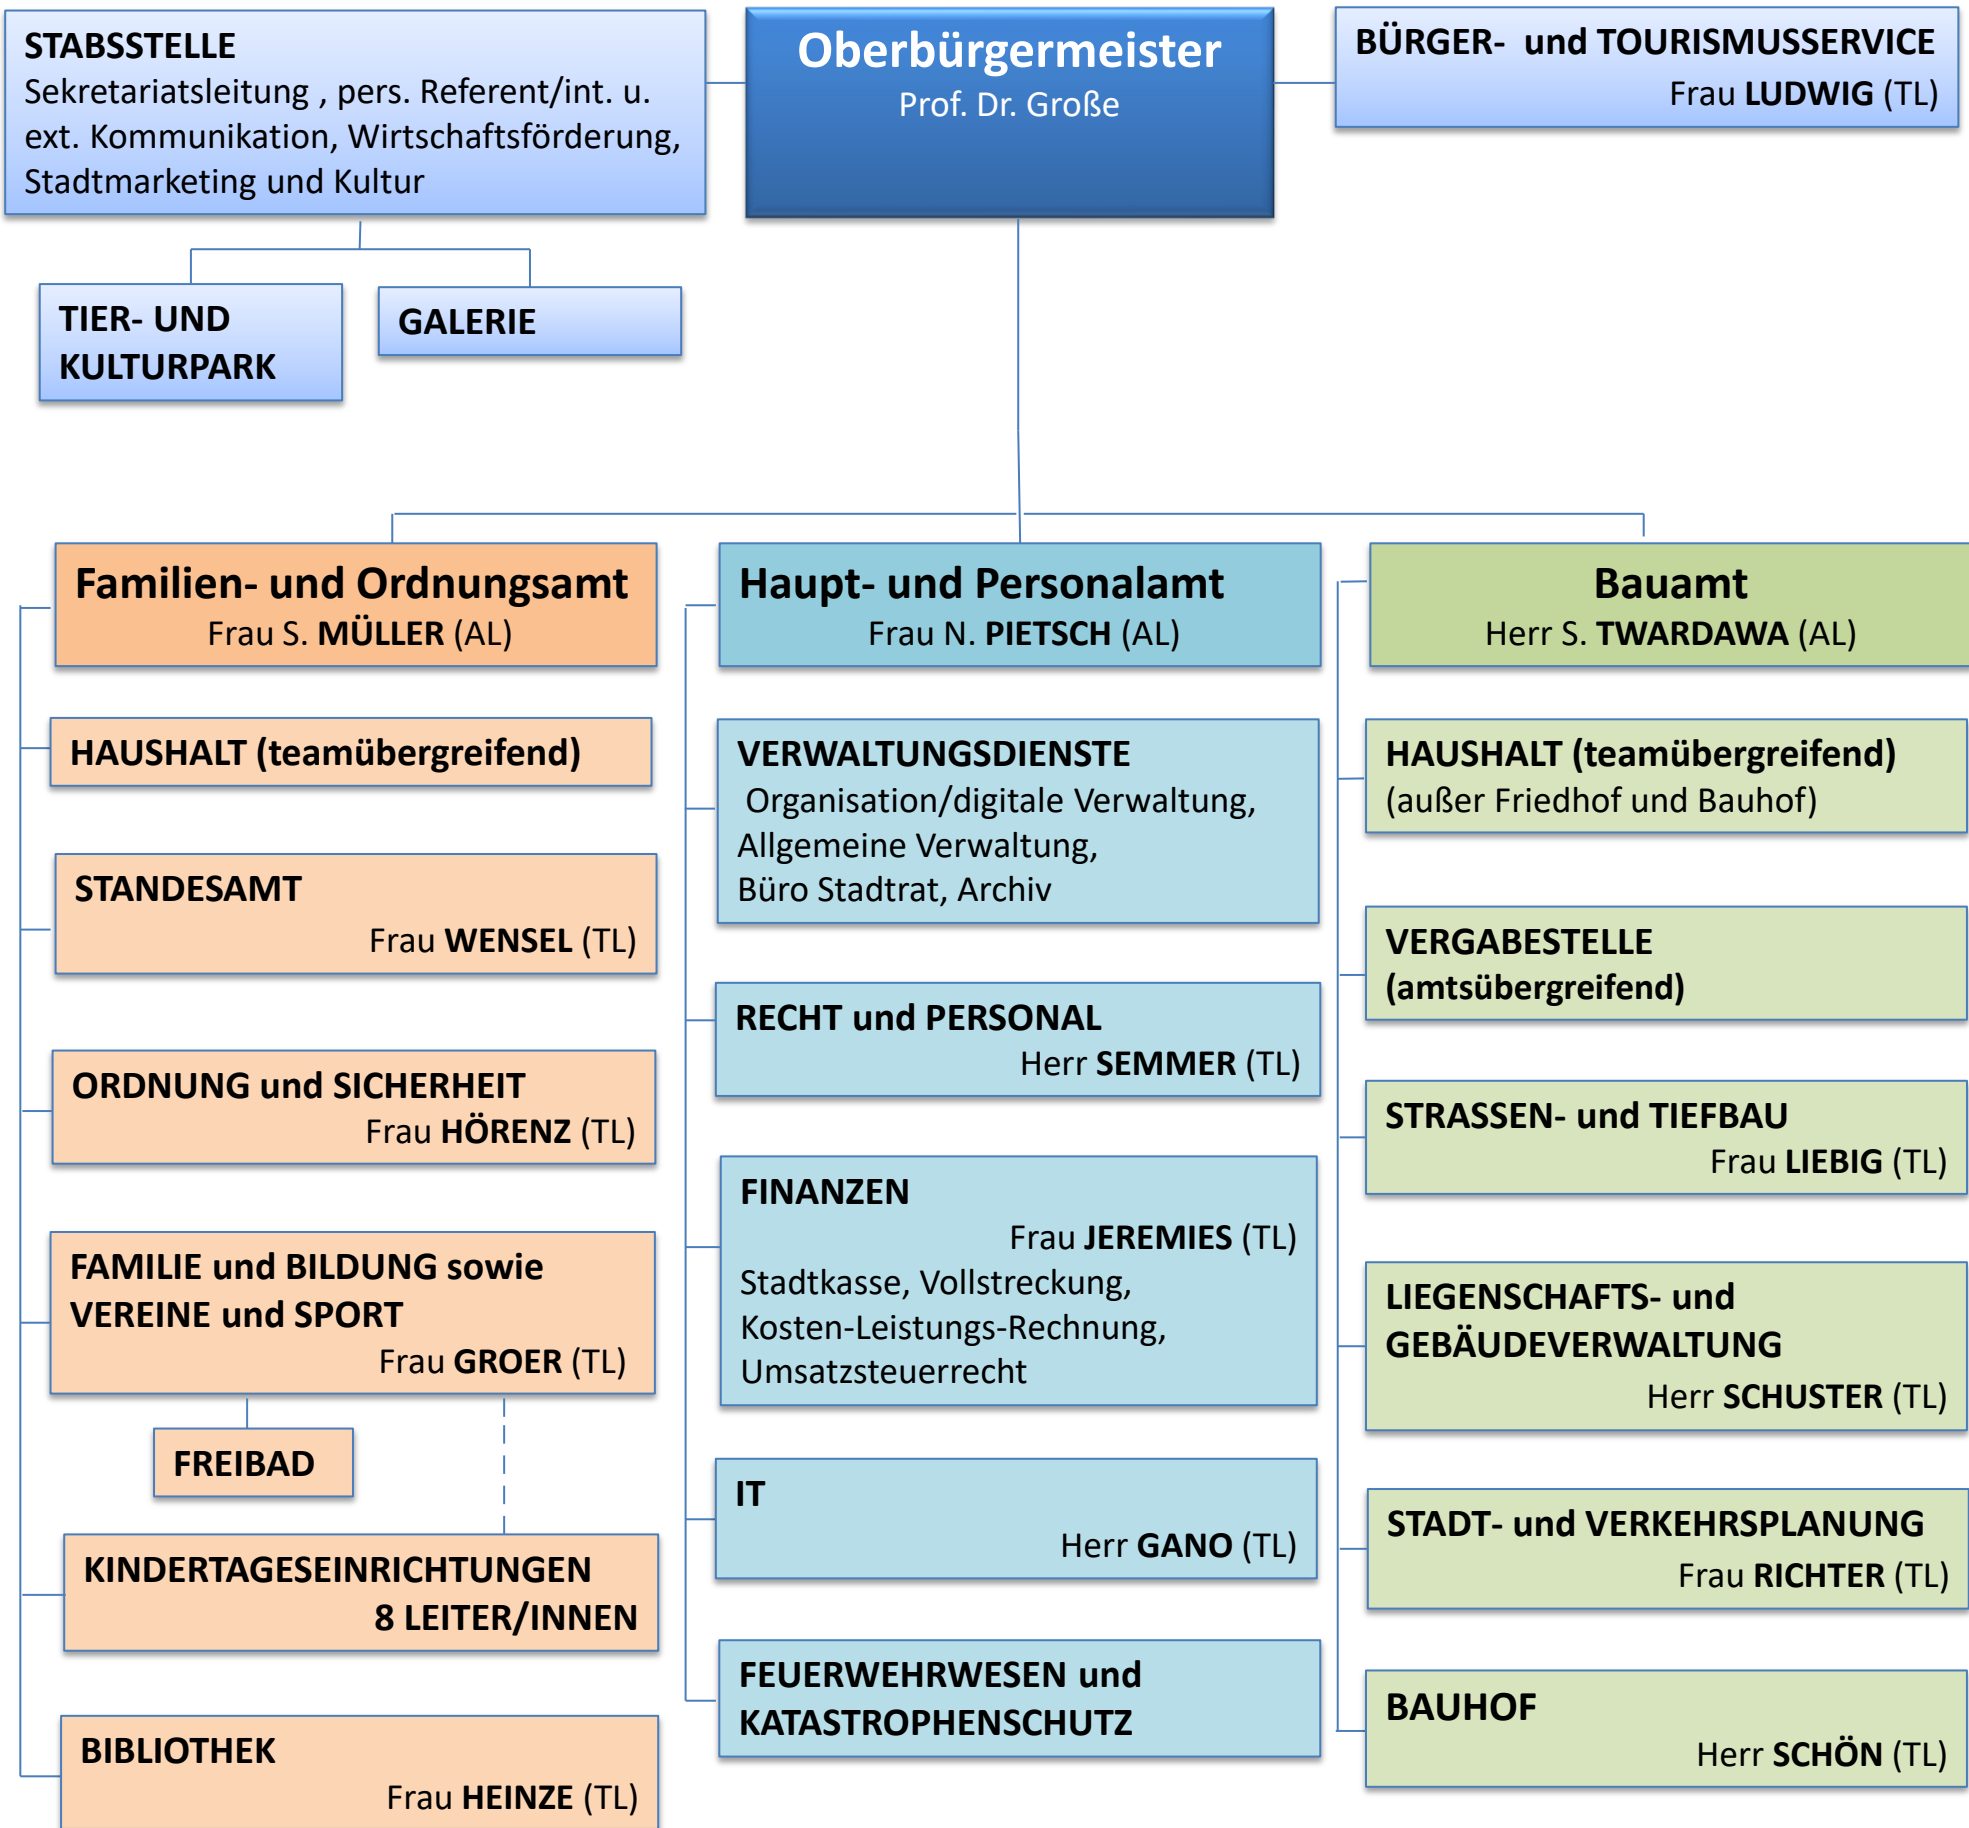 STABSSTELLE
Sekretariatsleitung , pers. Referent/int. u.
ext. Kommunikation, Wirtschaftsförderung,
Stadtmarketing und Kultur
Oberbürgermeister
Prof. Dr. Große
BÜRGER-  und TOURISMUSSERVICE
Frau LUDWIG (TL)
TIER- UND
KULTURPARK
GALERIE
Familien- und Ordnungsamt
Frau S. MÜLLER (AL)
HAUSHALT (teamübergreifend)
STANDESAMT
Frau WENSEL (TL)
ORDNUNG und SICHERHEIT
Frau HÖRENZ (TL)
FAMILIE und BILDUNG sowie
VEREINE und SPORT
Frau GROER (TL)
FREIBAD
KINDERTAGESEINRICHTUNGEN
8 LEITER/INNEN
BIBLIOTHEK
Frau HEINZE (TL)
Haupt- und Personalamt
Frau N. PIETSCH (AL)
VERWALTUNGSDIENSTE
Organisation/digitale Verwaltung,
Allgemeine Verwaltung,
Büro Stadtrat, Archiv
RECHT und PERSONAL
Herr SEMMER (TL)
FINANZEN
Frau JEREMIES (TL)
Stadtkasse, Vollstreckung,
Kosten-Leistungs-Rechnung,
Umsatzsteuerrecht
IT
Herr GANO (TL)
FEUERWEHRWESEN und
KATASTROPHENSCHUTZ
Bauamt
Herr S. TWARDAWA (AL)
HAUSHALT (teamübergreifend)
(außer Friedhof und Bauhof)
VERGABESTELLE
(amtsübergreifend)
STRASSEN- und TIEFBAU
Frau LIEBIG (TL)
LIEGENSCHAFTS- und
GEBÄUDEVERWALTUNG
Herr SCHUSTER (TL)
STADT- und VERKEHRSPLANUNG
Frau RICHTER (TL)
BAUHOF
Herr SCHÖN (TL)